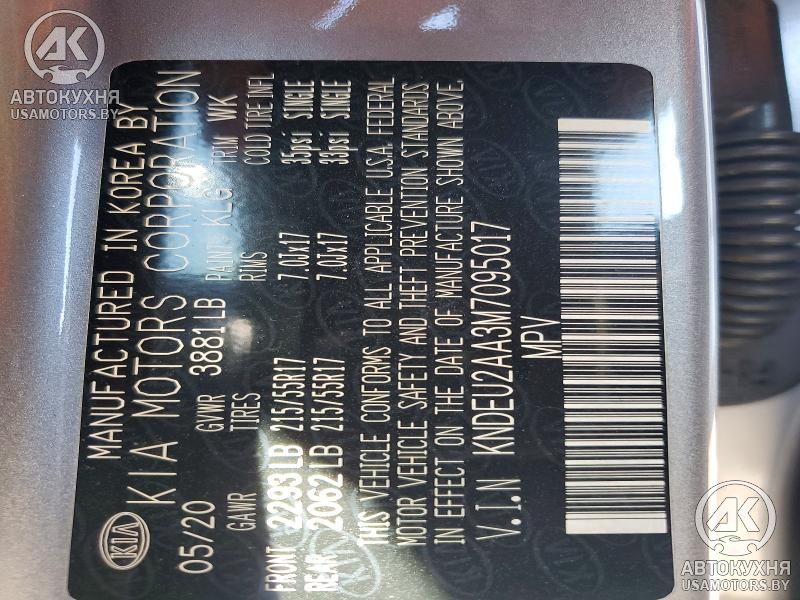 AK
АВТОКУХНЯ
USAMOTORS.BY
MANUFACTURED IN KOREA BY
KIA KIA MOTORS CORPORATION
05/20 GVWR 3881LB PAINT KLG TRIM WK
GAWR TIRES RIMS COLD TIRE INFL
FRONT 2293LB 215/55R17 7.0Jx17 35psi SINGLE
REAR 2062LB 215/55R17 7.0Jx17 33psi SINGLE
THIS VEHICLE CONFORMS TO ALL APPLICABLE U.S.A. FEDERAL
MOTOR VEHICLE SAFETY AND THEFT PREVENTION STANDARDS
IN EFFECT ON THE DATE OF MANUFACTURE SHOWN ABOVE.
V.I.N KNDEU2AA3M7095017
MPV
AK
АВТОКУХНЯ
USAMOTORS.BY